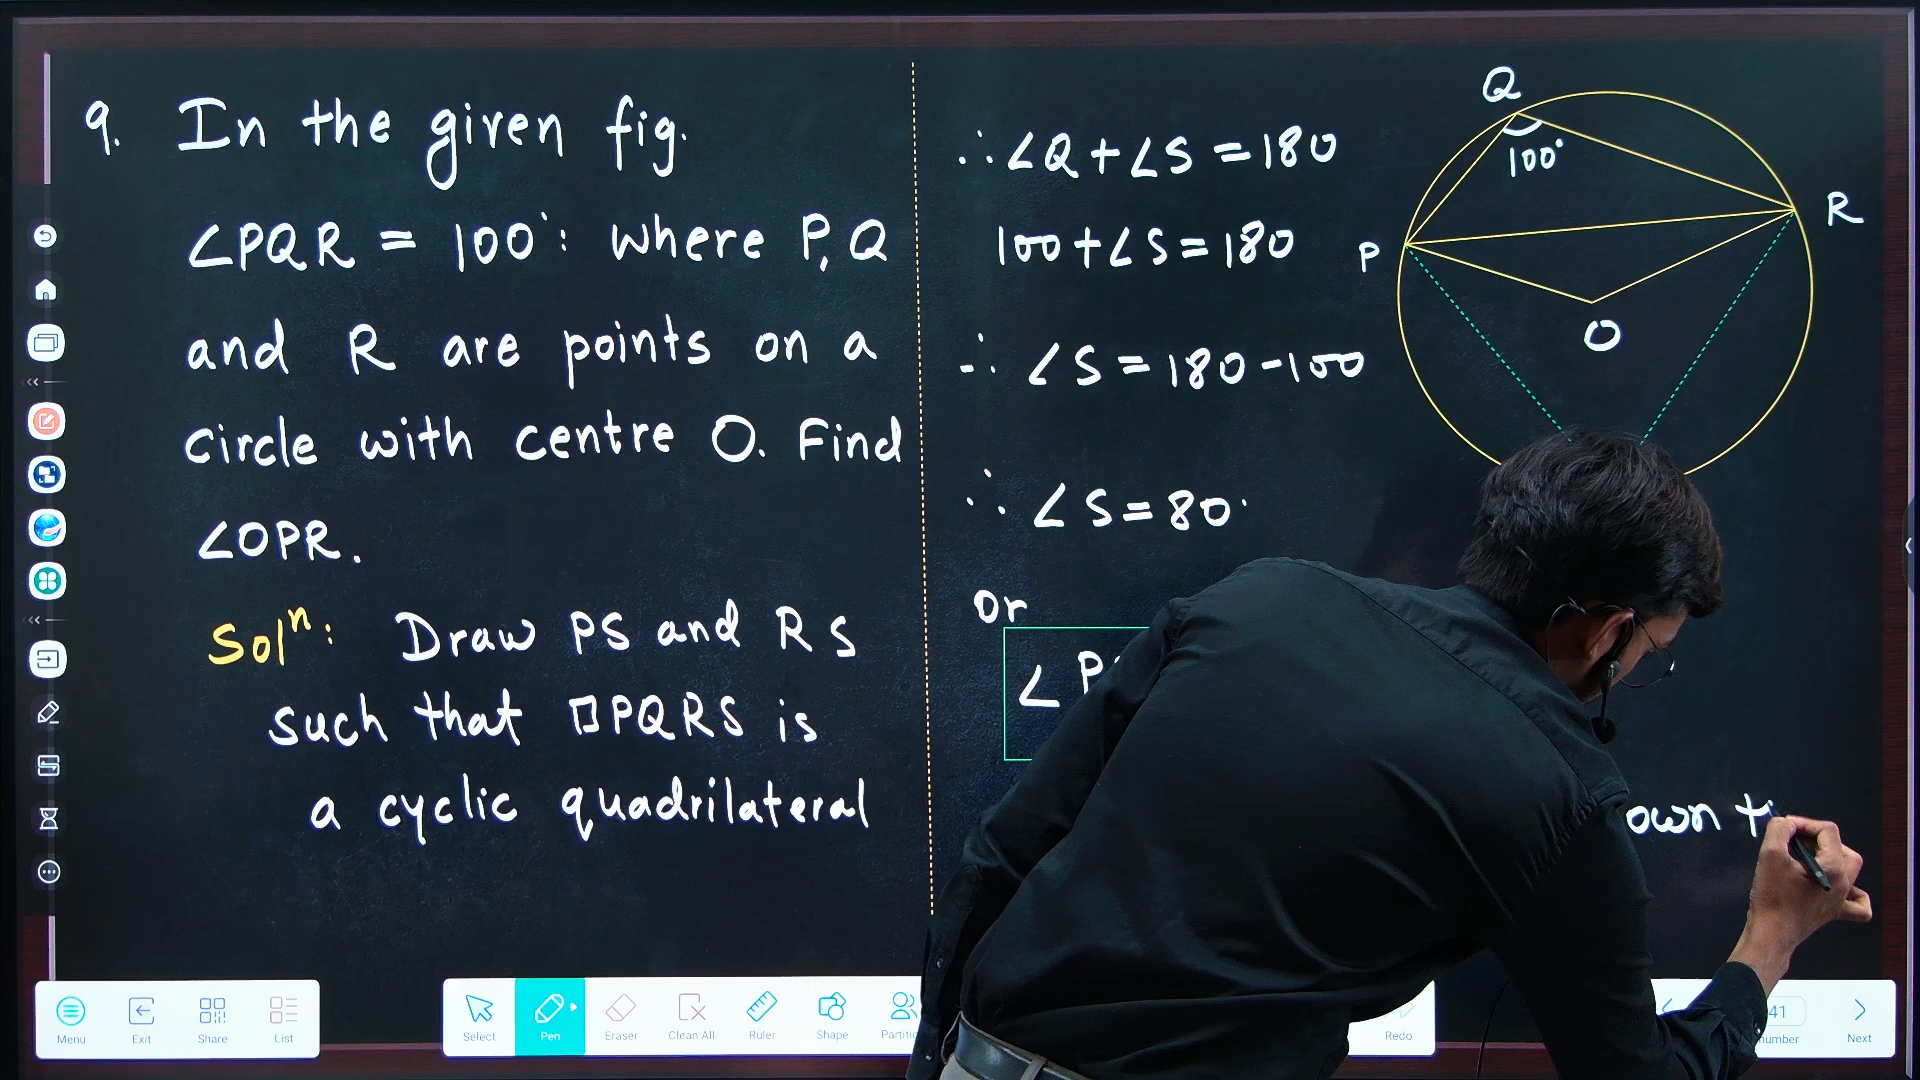 9. In the given fig.
∠PQR = 100°: where P, Q
and R are points on a
circle with centre O. Find
∠OPR.
Solⁿ: Draw PS and RS
such that □PQRS is
a cyclic quadrilateral
∴ ∠Q + ∠S = 180
100 + ∠S = 180
∴ ∠S = 180 - 100
∴ ∠S = 80°
Or
∠ P
own
Q
100°
R
P
O
Menu
Exit
Share
List
Select
Pen
Eraser
Clean All
Ruler
Shape
Redo
41
Next